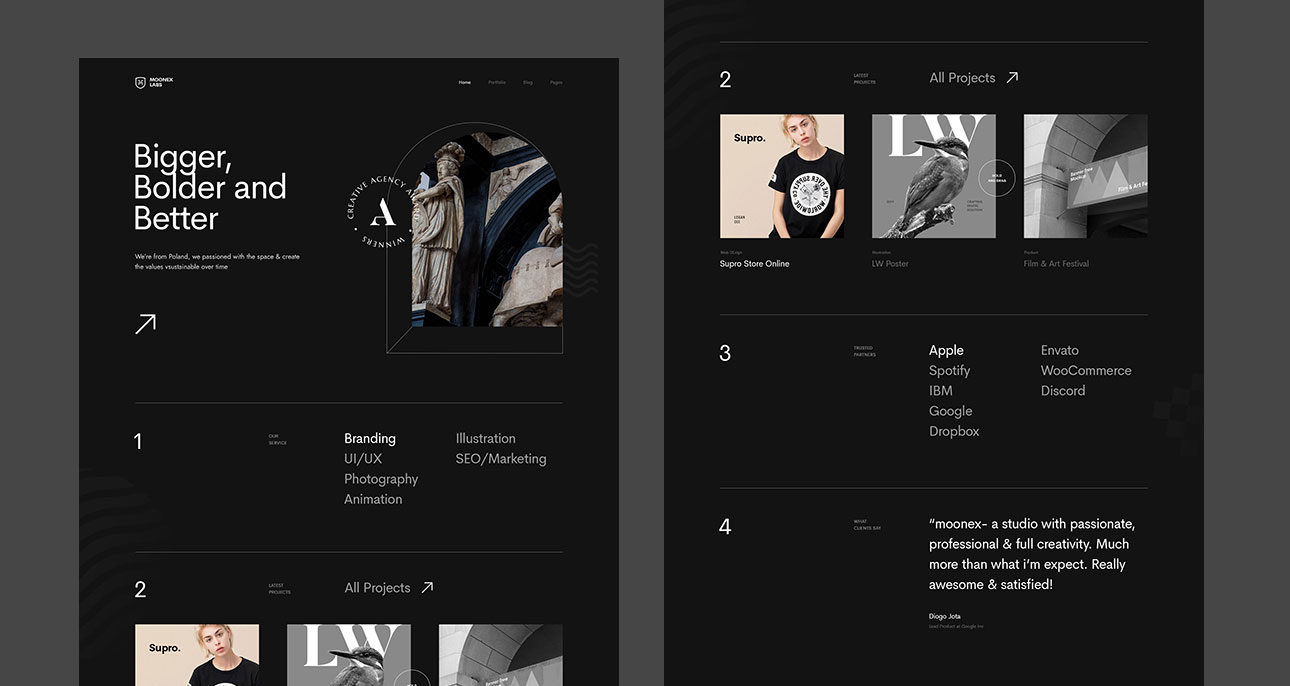 MOONEX
LABS
Home
Portfolio
Blog
Pages
Bigger,
Bolder and
Better
We're from Poland, we passioned with the space & create
the values vsustainable over time
CREATIVE AGENCY
WINNERS
A
1
OUR
SERVICE
Branding
UI/UX
Photography
Animation
Illustration
SEO/Marketing
2
LATEST
PROJECTS
All Projects
Supro.
LW
2
LATEST
PROJECTS
All Projects
Supro.
LW
Film & Art Fe
Supro Store Online
LW Poster
Film & Art Festival
3
TRUSTED
PARTNERS
Apple
Spotify
IBM
Google
Dropbox
Envato
WooCommerce
Discord
4
WHAT
CLIENTS SAY
“moonex- a studio with passionate,
professional & full creativity. Much
more than what i’m expect. Really
awesome & satisfied!
Diogo Jota
Lead Product at Google Inc